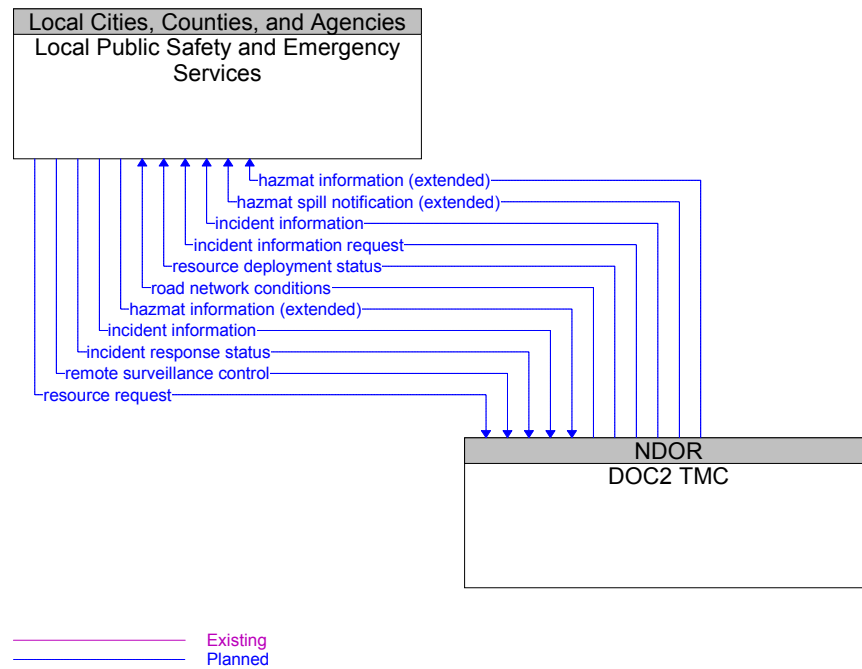 Local Cities, Counties, and Agencies
Local Public Safety and Emergency
Services
hazmat information (extended)
hazmat spill notification (extended)
incident information
incident information request
resource deployment status
road network conditions
hazmat information (extended)
incident information
incident response status
remote surveillance control
resource request
NDOR
DOC2 TMC
Existing
Planned